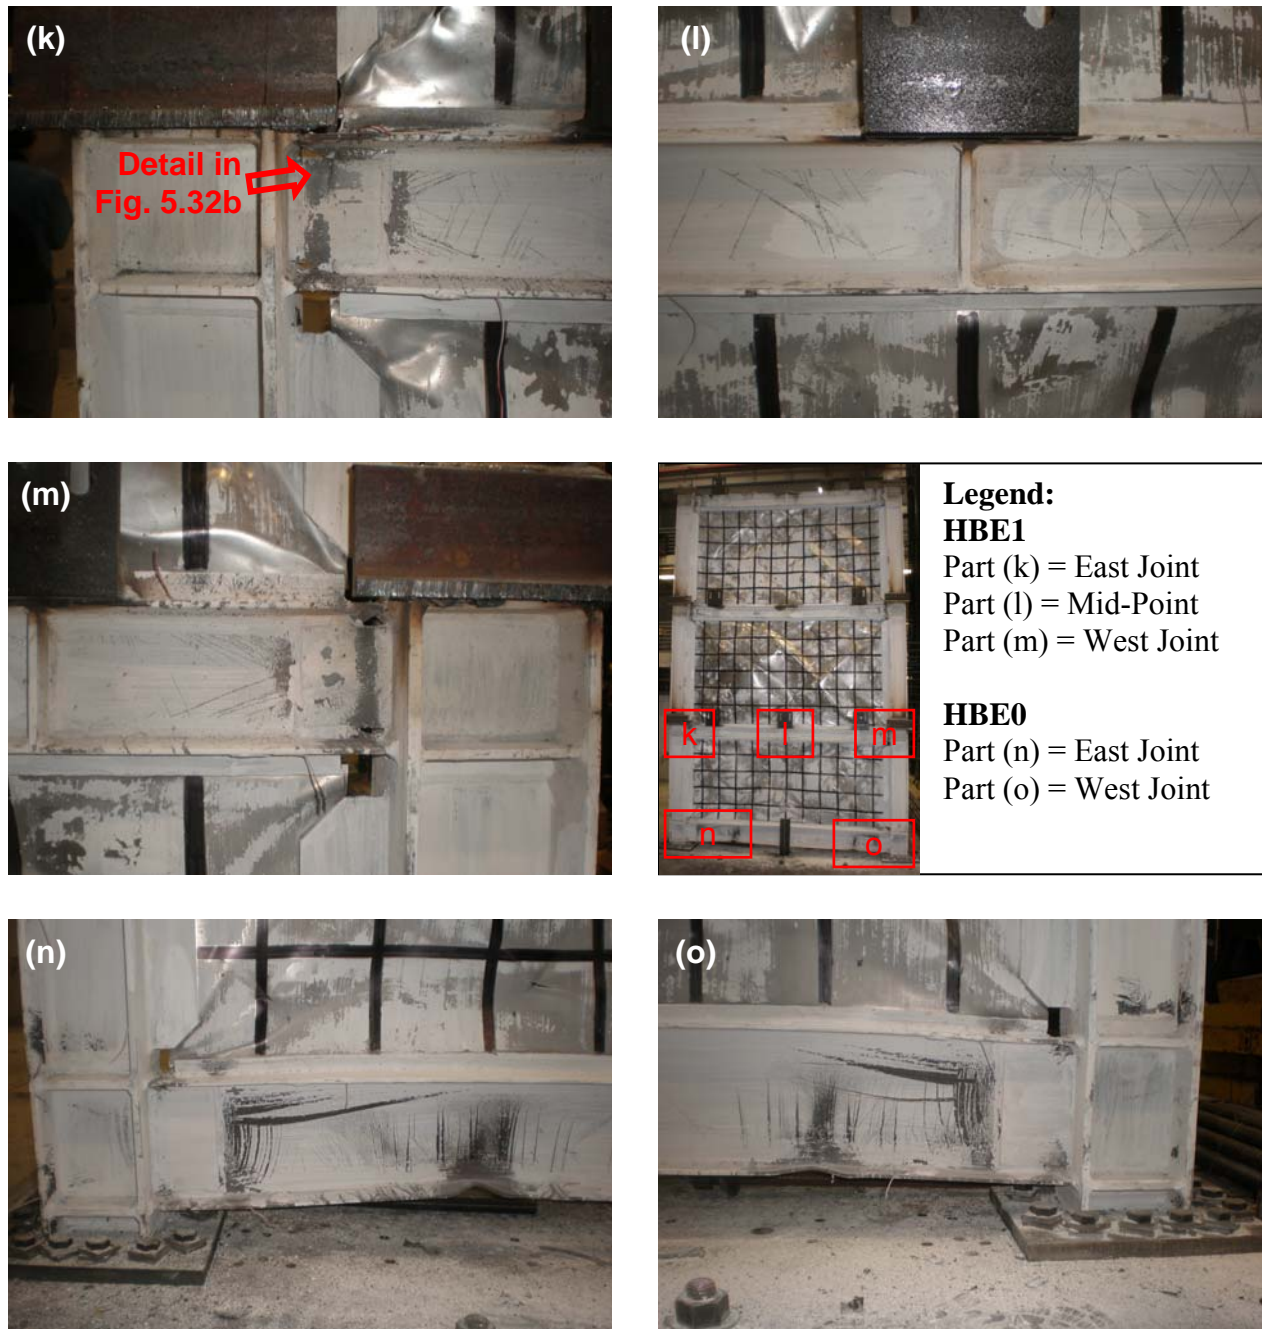 (k)
Detail in
Fig. 5.32b
(l)
(m)
k
l
m
n
o
Legend:
HBE1
Part (k) = East Joint
Part (l) = Mid-Point
Part (m) = West Joint
HBE0
Part (n) = East Joint
Part (o) = West Joint
(n)
(o)